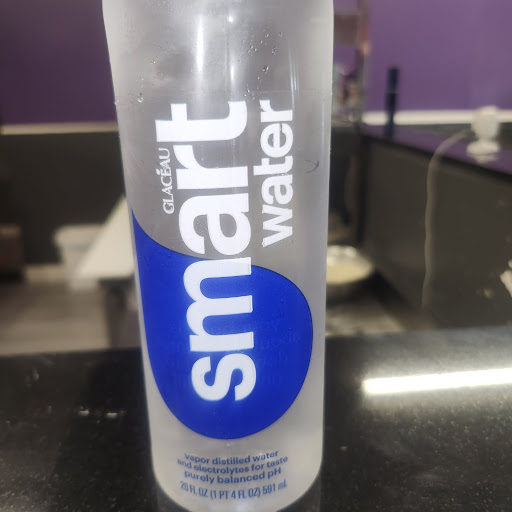 GLACÉAU
smart
water
vapor distilled water
and electrolytes for taste
purely balanced pH
20 FL OZ (1 PT 4 FL OZ) 591 mL